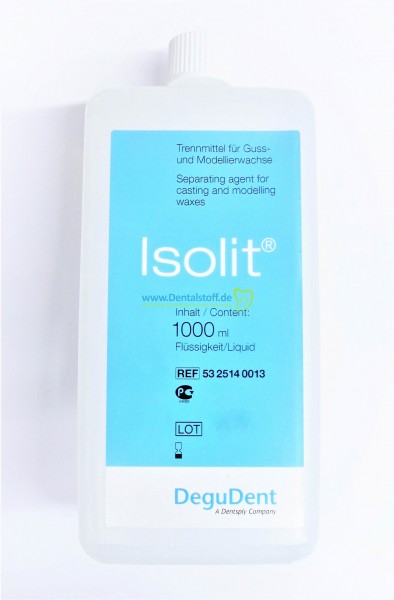 Trennmittel für Guss-
und Modellierwachse
Separating agent for
casting and modelling
waxes
Isolit®
www.Dentalstoff.de
Inhalt / Content:
1000 ml
Flüssigkeit/Liquid
REF 53 2514 0013
LOT
DeguDent
A Dentsply Company